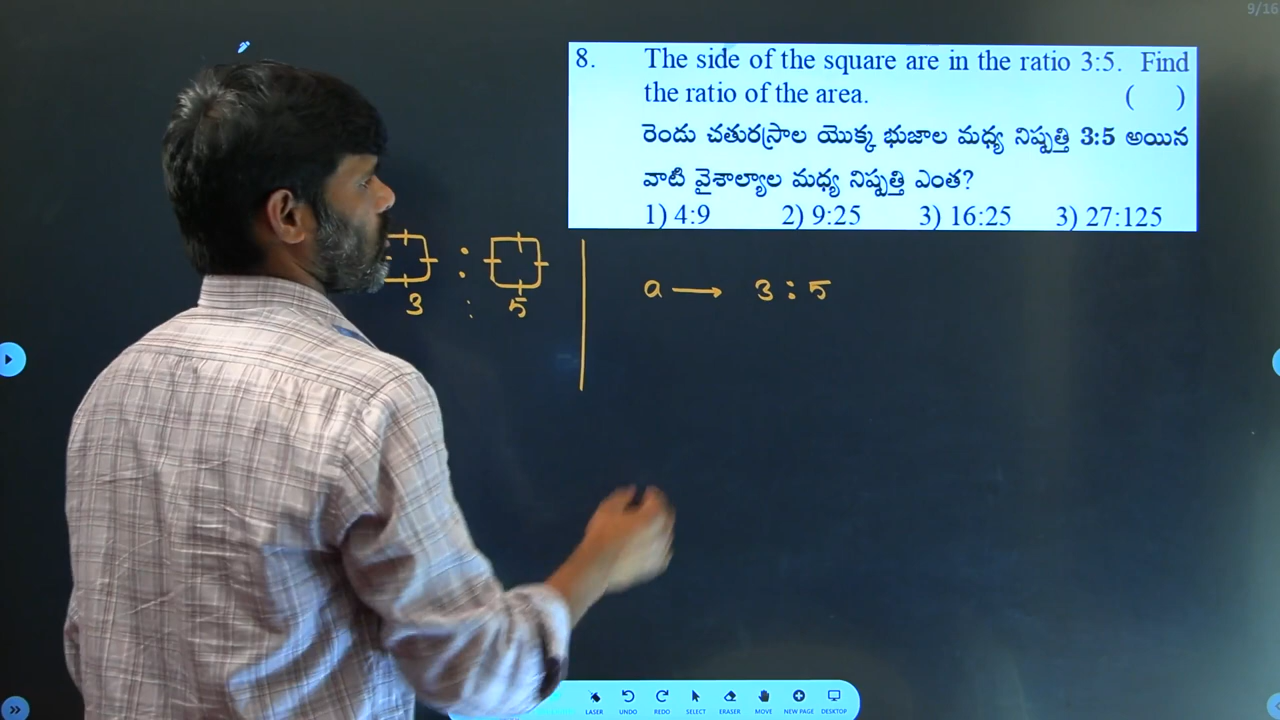 9/16
8. The side of the square are in the ratio 3:5. Find
the ratio of the area. ( )
రెండు చతురస్రాల యొక్క భుజాల మధ్య నిష్పత్తి 3:5 అయిన
వాటి వైశాల్యాల మధ్య నిష్పత్తి ఎంత?
1) 4:9 2) 9:25 3) 16:25 3) 27:125
:
3 : 5
a → 3 : 5
LASER UNDO REDO SELECT ERASER MOVE NEW PAGE DESKTOP